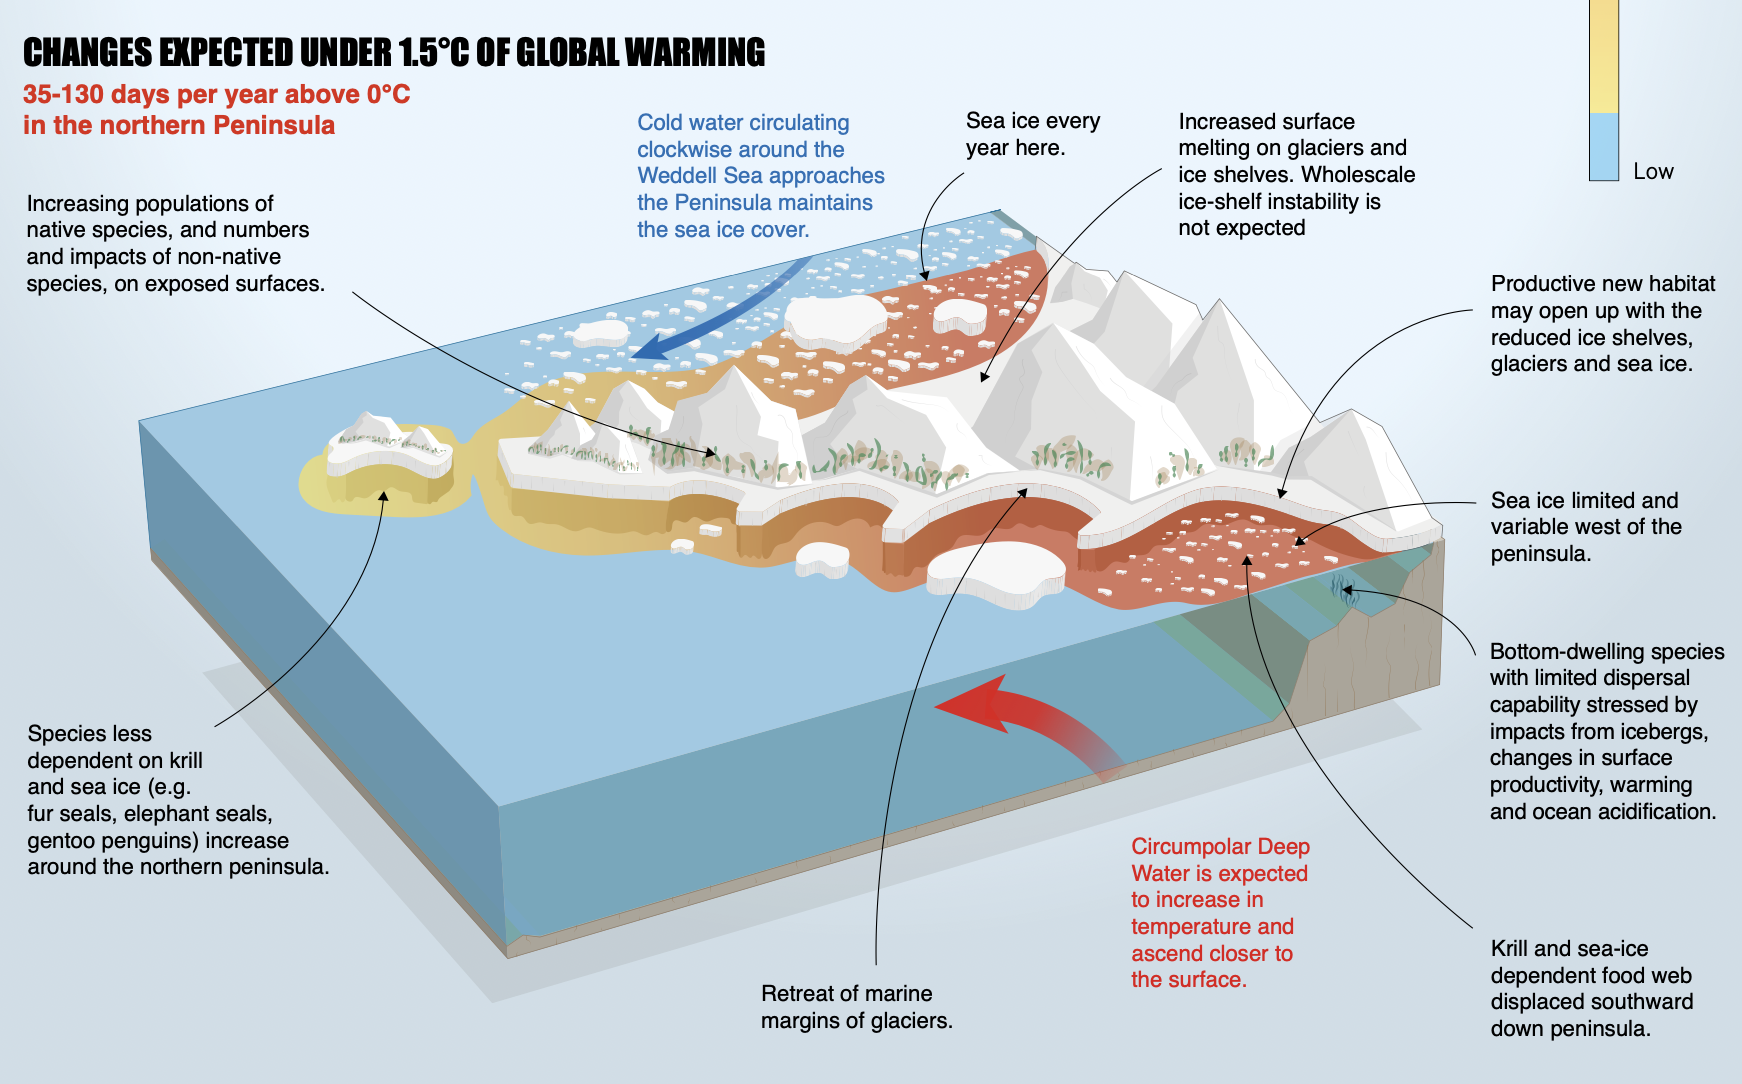 CHANGES EXPECTED UNDER 1.5°C OF GLOBAL WARMING
35-130 days per year above 0°C
in the northern Peninsula
Increasing populations of
native species, and numbers
and impacts of non-native
species, on exposed surfaces.
Cold water circulating
clockwise around the
Weddell Sea approaches
the Peninsula maintains
the sea ice cover.
Sea ice every
year here.
Increased surface
melting on glaciers and
ice shelves. Wholescale
ice-shelf instability is
not expected
Low
Productive new habitat
may open up with the
reduced ice shelves,
glaciers and sea ice.
Sea ice limited and
variable west of the
peninsula.
Bottom-dwelling species
with limited dispersal
capability stressed by
impacts from icebergs,
changes in surface
productivity, warming
and ocean acidification.
Species less
dependent on krill
and sea ice (e.g.
fur seals, elephant seals,
gentoo penguins) increase
around the northern peninsula.
Retreat of marine
margins of glaciers.
Circumpolar Deep
Water is expected
to increase in
temperature and
ascend closer to
the surface.
Krill and sea-ice
dependent food web
displaced southward
down peninsula.